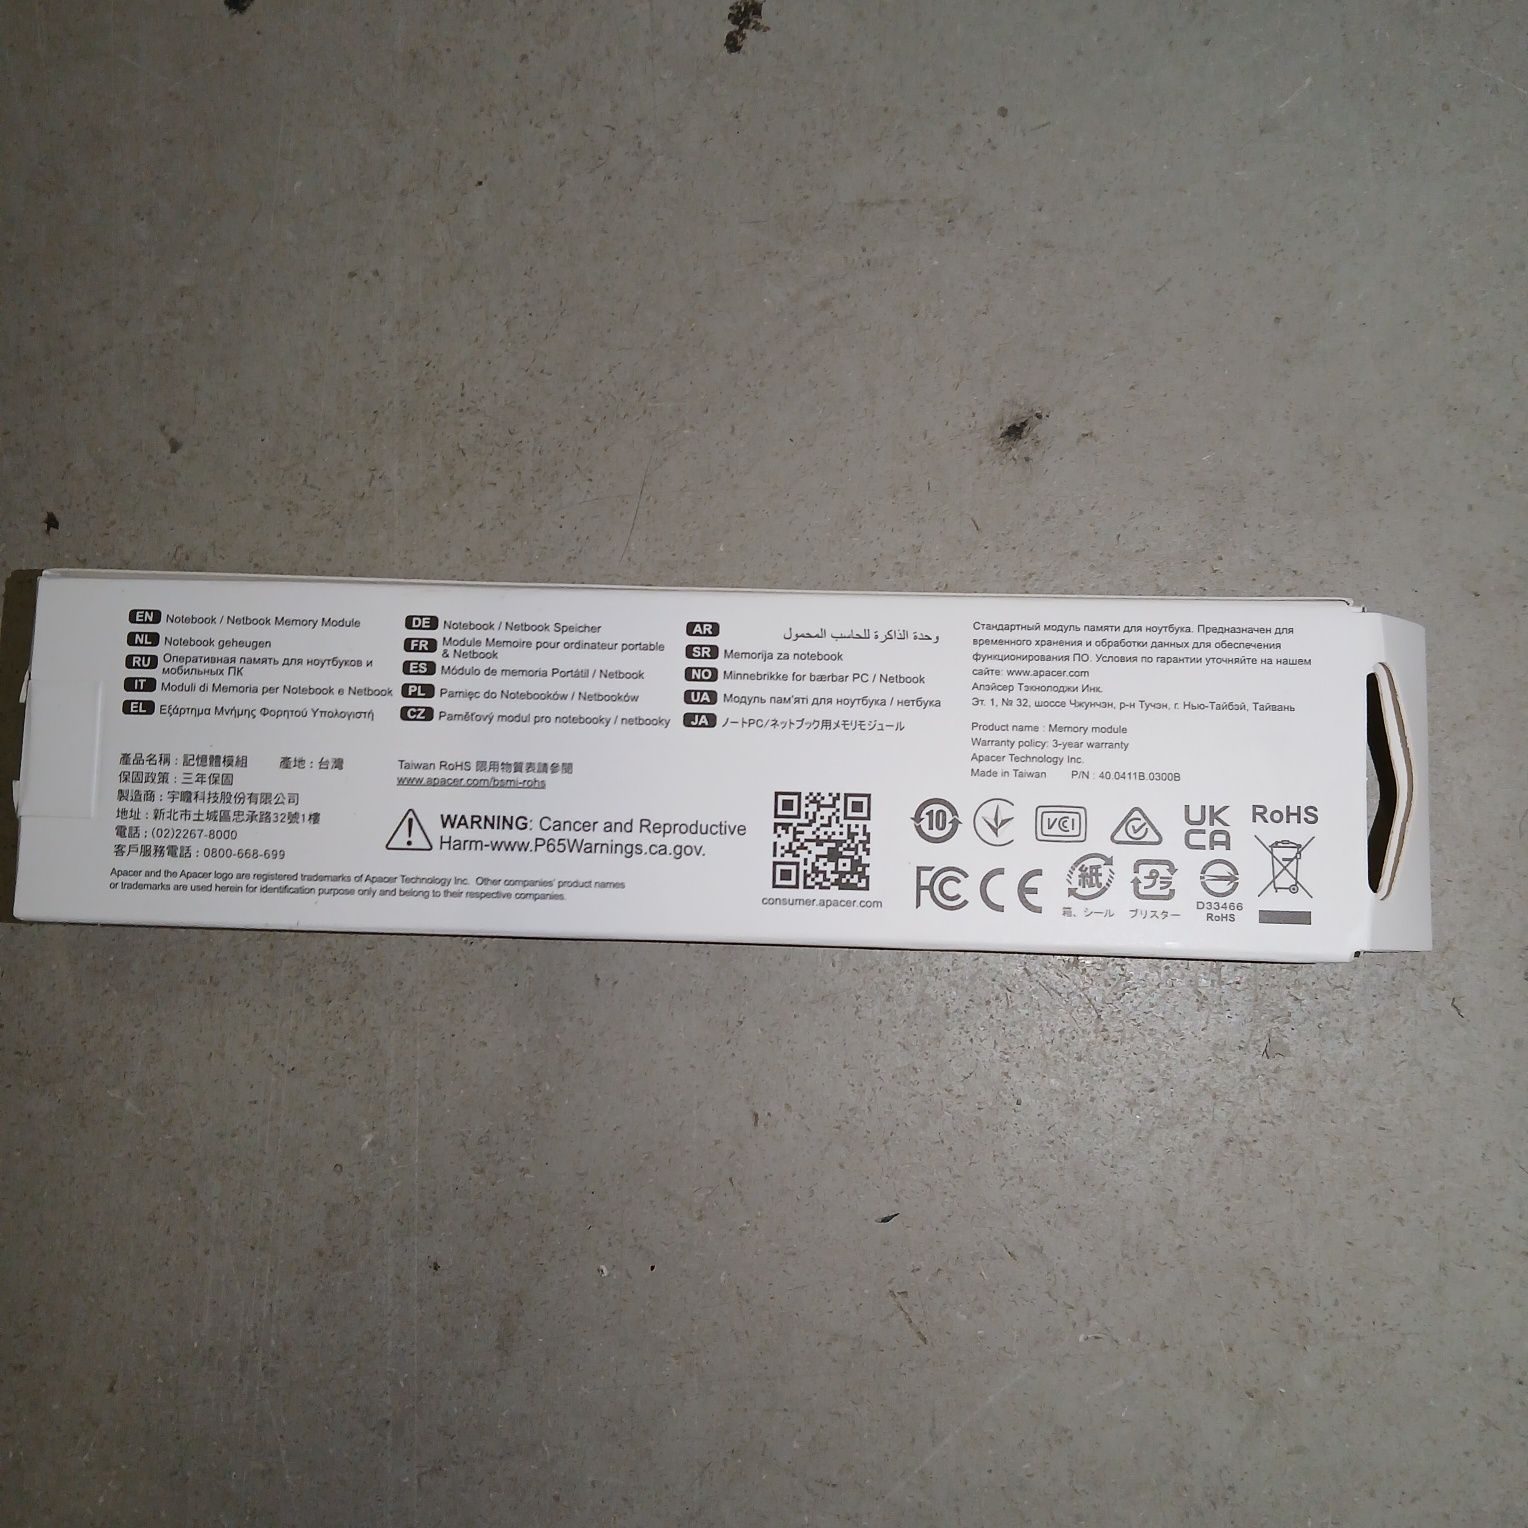 EN Notebook / Netbook Memory Module
NL Notebook geheugen
RU Оперативная память для ноутбуков и
мобильных ПК
IT Moduli di Memoria per Notebook e Netbook
EL Εξάρτημα Μνήμης Φορητού Υπολογιστή
DE Notebook / Netbook Speicher
FR Module Memoire pour ordinateur portable
& Netbook
ES Módulo de memoria Portátil / Netbook
PL Pamięc do Notebooków / Netbooków
CZ Paměťový modul pro notebooky / netbooky
AR وحدة الذاكرة للحاسب المحمول
SR Memorija za notebook
NO Minnebrikke for bærbar PC / Netbook
UA Модуль пам'яті для ноутбука / нетбука
JA ノートPC/ネットブック用メモリモジュール
Стандартный модуль памяти для ноутбука. Предназначен для
временного хранения и обработки данных для обеспечения
функционирования ПО. Условия по гарантии уточняйте на нашем
сайте: www.apacer.com
Апэйсер Тэкнолоджи Инк.
Эт. 1, № 32, шоссе Чжунчэн, р-н Тучэн, г. Нью-Тайбэй, Тайвань
Product name : Memory module
Warranty policy: 3-year warranty
Apacer Technology Inc.
Made in Taiwan P/N : 40.0411B.0300B
產品名稱 : 記憶體模組 產地 : 台灣
保固政策 : 三年保固
製造商 : 宇瞻科技股份有限公司
地址 : 新北市土城區忠承路32號1樓
電話 : (02)2267-8000
客戶服務電話 : 0800-668-699
Taiwan RoHS 限用物質表請參閱
www.apacer.com/bsmi-rohs
WARNING: Cancer and Reproductive
Harm-www.P65Warnings.ca.gov.
Apacer and the Apacer logo are registered trademarks of Apacer Technology Inc. Other companies' product names
or trademarks are used herein for identification purpose only and belong to their respective companies.
consumer.apacer.com
10
VCI
UK
CA
RoHS
FC CE
紙
箱、シール
プラ
ブリスター
D33466
RoHS